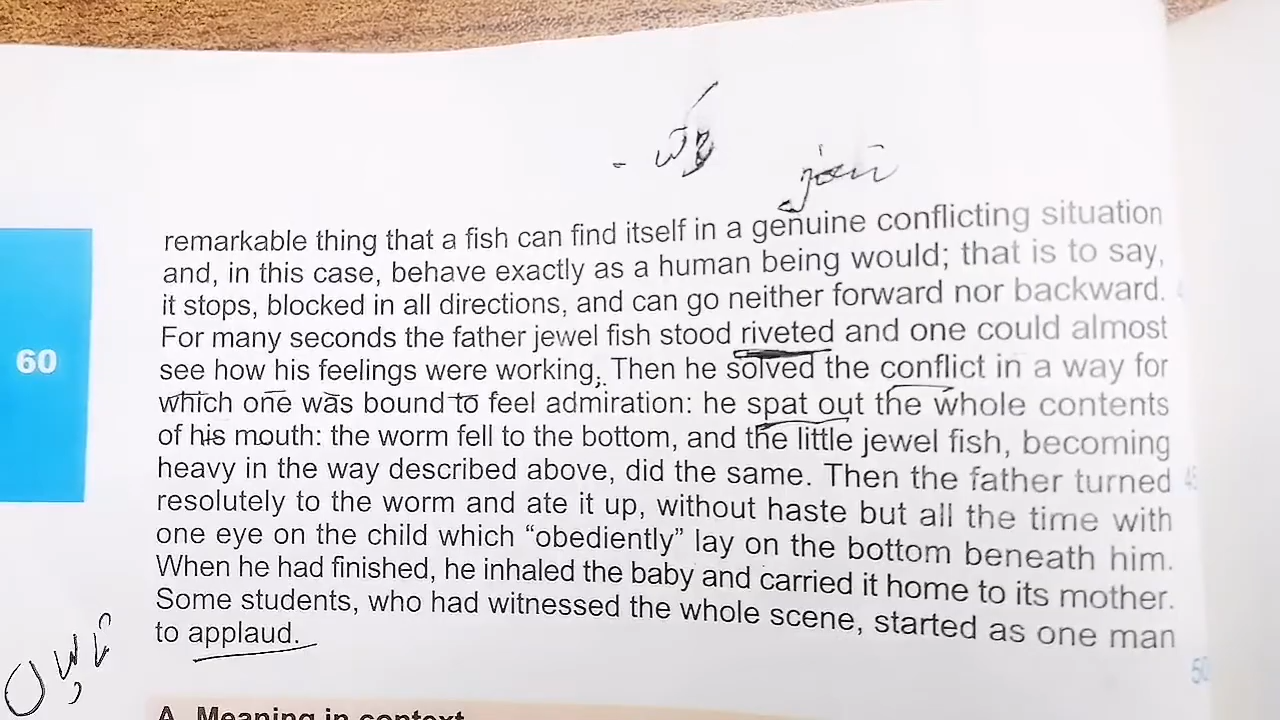 remarkable thing that a fish can find itself in a genuine conflicting situation
and, in this case, behave exactly as a human being would; that is to say,
it stops, blocked in all directions, and can go neither forward nor backward.
For many seconds the father jewel fish stood riveted and one could almost
see how his feelings were working. Then he solved the conflict in a way for
60
which one was bound to feel admiration: he spat out the whole contents
of his mouth: the worm fell to the bottom, and the little jewel fish, becoming
heavy in the way described above, did the same. Then the father turned
45
resolutely to the worm and ate it up, without haste but all the time with
one eye on the child which “obediently” lay on the bottom beneath him.
When he had finished, he inhaled the baby and carried it home to its mother.
Some students, who had witnessed the whole scene, started as one man
to applaud.
50
A. Meaning in context